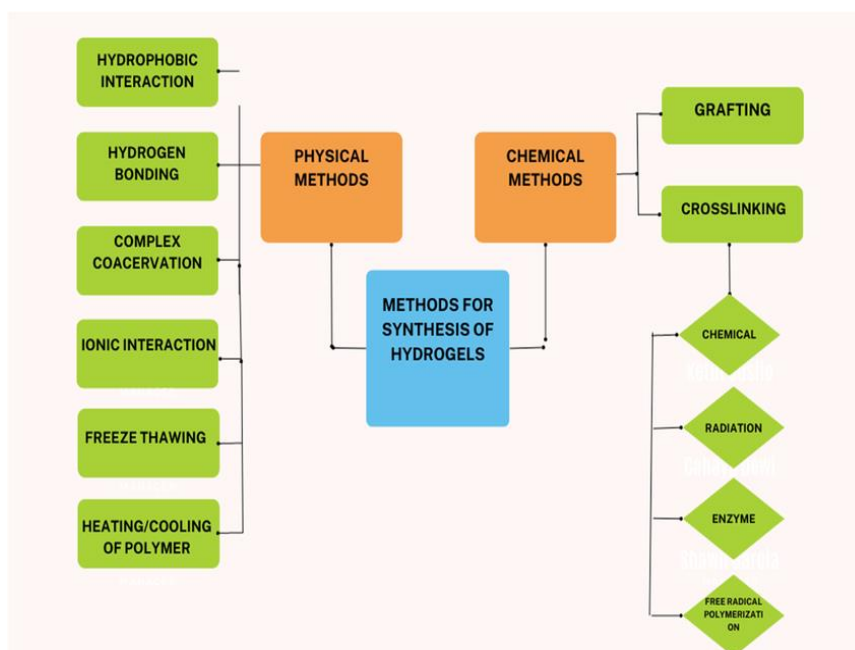 HYDROPHOBIC
INTERACTION
HYDROGEN
BONDING
COMPLEX
COACERVATION
IONIC INTERACTION
FREEZE THAWING
HEATING/COOLING
OF POLYMER
PHYSICAL
METHODS
CHEMICAL
METHODS
METHODS FOR
SYNTHESIS OF
HYDROGELS
GRAFTING
CROSSLINKING
CHEMICAL
RADIATION
ENZYME
FREE RADICAL
POLYMERIZATI
ON